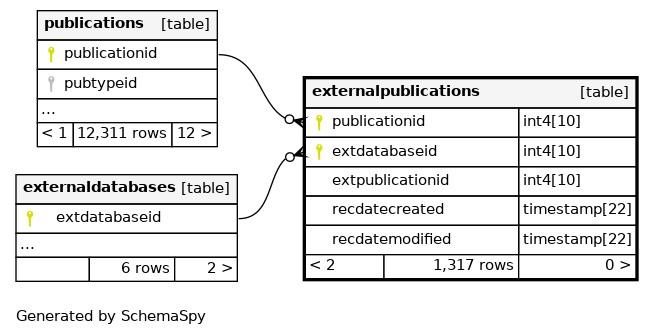 publications [table]
publicationid
pubtypeid
...
< 1 12,311 rows 12 >
externaldatabases [table]
extdatabaseid
...
6 rows 2 >
externalpublications [table]
publicationid int4[10]
extdatabaseid int4[10]
extpublicationid int4[10]
recdatecreated timestamp[22]
recdatemodified timestamp[22]
< 2 1,317 rows 0 >
Generated by SchemaSpy